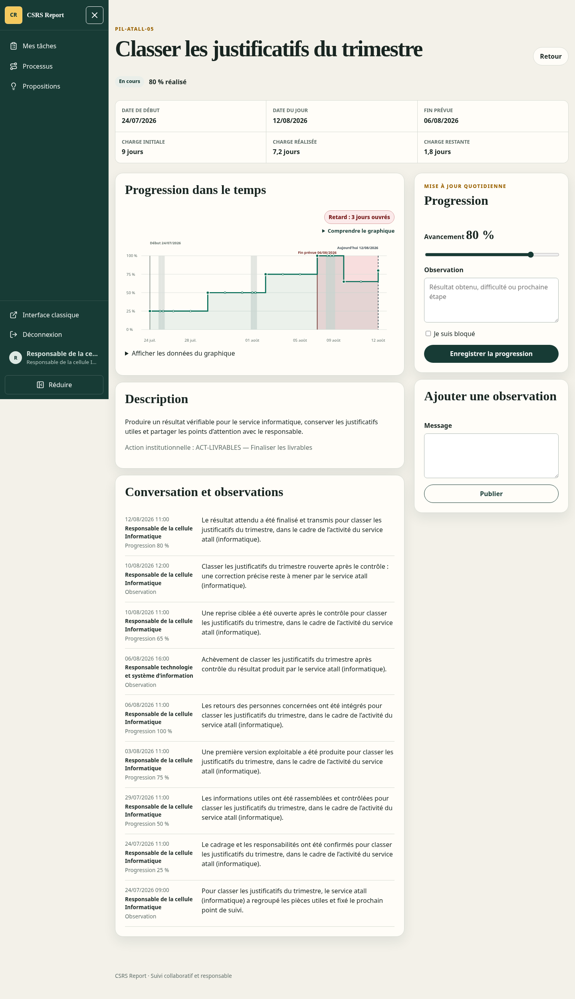 CR
CSRS Report
Mes tâches
Processus
Propositions
Interface classique
Déconnexion
R
Responsable de la ce...
Responsable de la cellule I...
Réduire
PIL-ATALL-05
Classer les justificatifs du trimestre
Retour
En cours
80 % réalisé
DATE DE DÉBUT
24/07/2026
DATE DU JOUR
12/08/2026
FIN PRÉVUE
06/08/2026
CHARGE INITIALE
9 jours
CHARGE RÉALISÉE
7,2 jours
CHARGE RESTANTE
1,8 jours
Progression dans le temps
Retard : 3 jours ouvrés
Comprendre le graphique
Début 24/07/2026
Aujourd'hui 12/08/2026
Fin prévue 06/08/2026
100 %
75 %
50 %
25 %
0 %
24 juil.
28 juil.
01 août
05 août
09 août
12 août
Afficher les données du graphique
Description
Produire un résultat vérifiable pour le service informatique, conserver les justificatifs
utiles et partager les points d’attention avec le responsable.
Action institutionnelle : ACT-LIVRABLES — Finaliser les livrables
Conversation et observations
12/08/2026 11:00
Responsable de la cellule
Informatique
Progression 80 %
Le résultat attendu a été finalisé et transmis pour classer les
justificatifs du trimestre, dans le cadre de l’activité du service
atall (informatique).
10/08/2026 12:00
Responsable de la cellule
Informatique
Observation
Classer les justificatifs du trimestre rouverte après le contrôle :
une correction précise reste à mener par le service atall
(informatique).
10/08/2026 11:00
Responsable de la cellule
Informatique
Progression 65 %
Une reprise ciblée a été ouverte après le contrôle pour classer
les justificatifs du trimestre, dans le cadre de l’activité du service
atall (informatique).
06/08/2026 16:00
Responsable technologie
et système d’information
Observation
Achèvement de classer les justificatifs du trimestre après
contrôle du résultat produit par le service atall (informatique).
06/08/2026 11:00
Responsable de la cellule
Informatique
Progression 100 %
Les retours des personnes concernées ont été intégrés pour
classer les justificatifs du trimestre, dans le cadre de l’activité du
service atall (informatique).
03/08/2026 11:00
Responsable de la cellule
Informatique
Progression 75 %
Une première version exploitable a été produite pour classer les
justificatifs du trimestre, dans le cadre de l’activité du service
atall (informatique).
29/07/2026 11:00
Responsable de la cellule
Informatique
Progression 50 %
Les informations utiles ont été rassemblées et contrôlées pour
classer les justificatifs du trimestre, dans le cadre de l’activité du
service atall (informatique).
24/07/2026 11:00
Responsable de la cellule
Informatique
Progression 25 %
Le cadrage et les responsabilités ont été confirmés pour classer
les justificatifs du trimestre, dans le cadre de l’activité du service
atall (informatique).
24/07/2026 09:00
Responsable de la cellule
Informatique
Observation
Pour classer les justificatifs du trimestre, le service atall
(informatique) a regroupé les pièces utiles et fixé le prochain
point de suivi.
MISE À JOUR QUOTIDIENNE
Progression
Avancement 80 %
Observation
Résultat obtenu, difficulté ou prochaine
étape
Je suis bloqué
Enregistrer la progression
Ajouter une observation
Message
Publier
CSRS Report · Suivi collaboratif et responsable